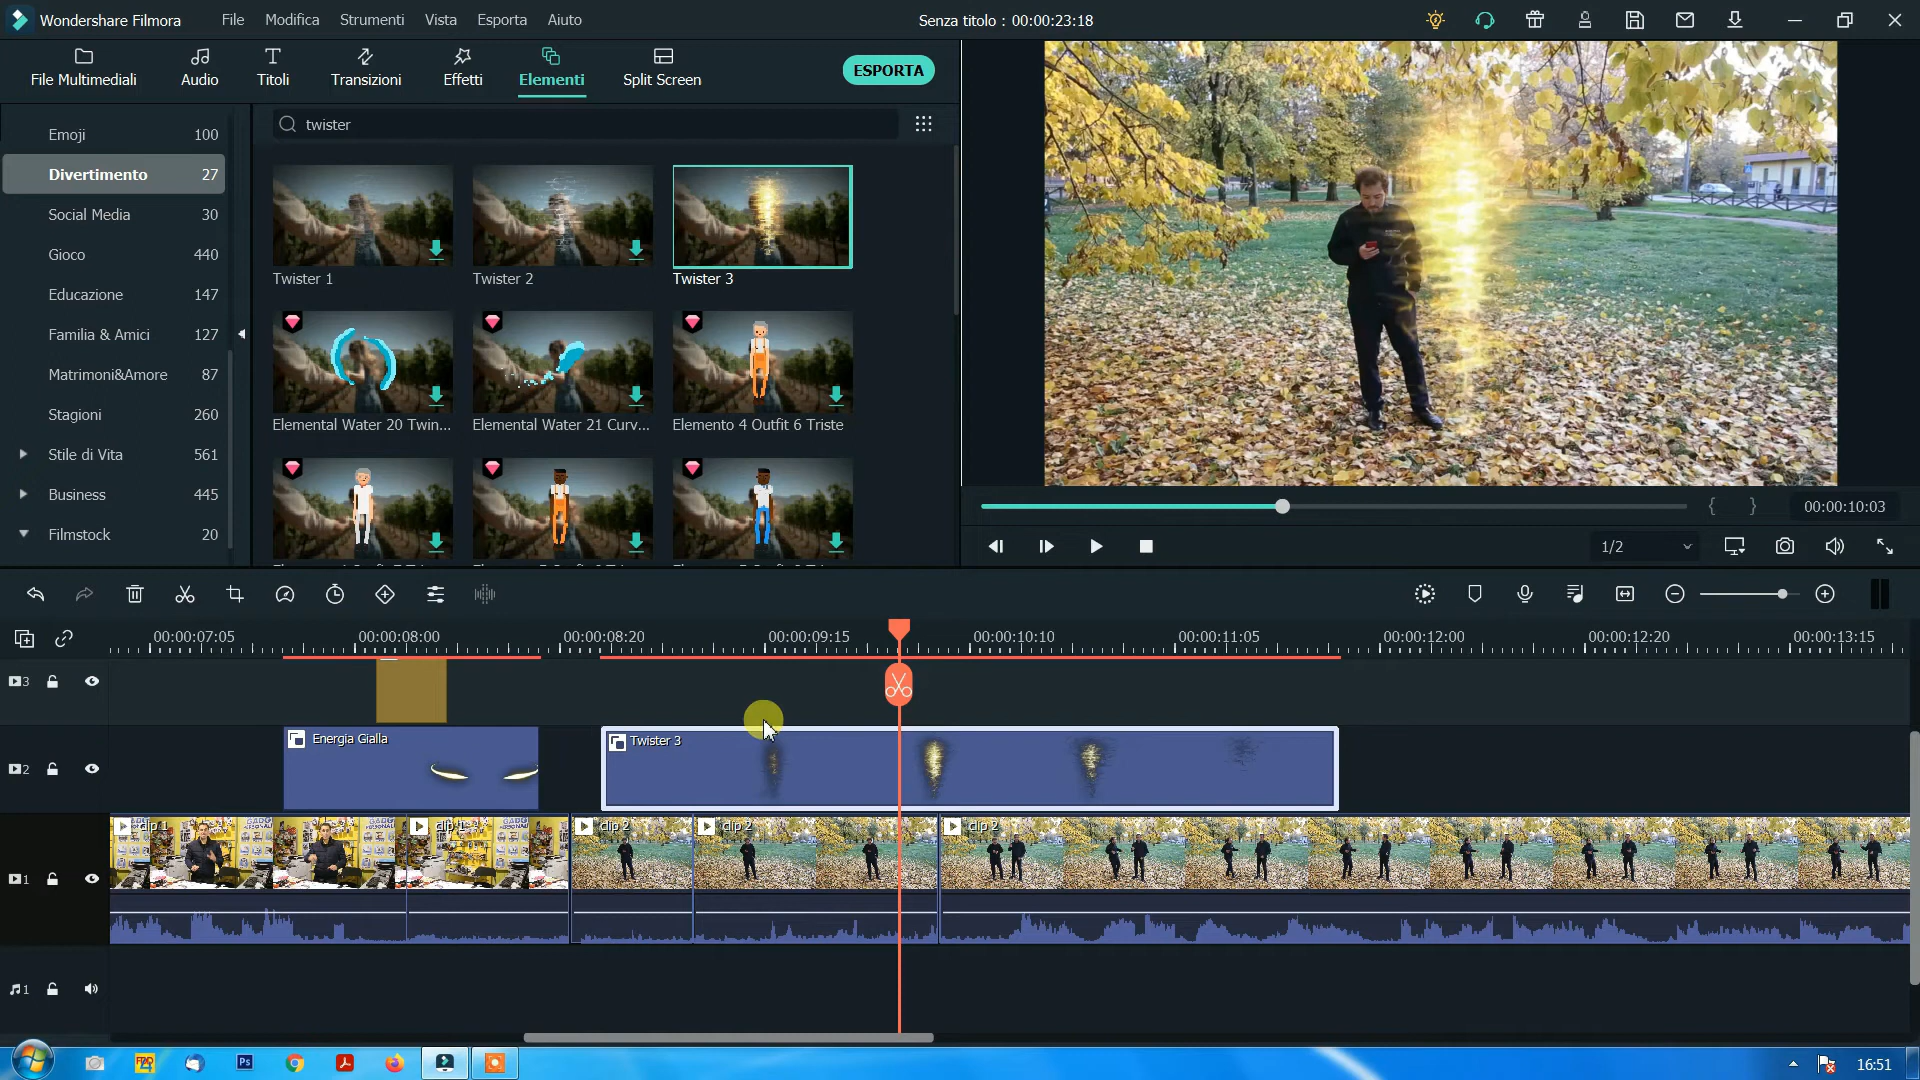 Wondershare Filmora
File Modifica Strumenti Vista Esporta Aiuto
Senza titolo : 00:00:23:18
File Multimediali
Audio
Titoli
Transizioni
Effetti
Elementi
Split Screen
ESPORTA
Emoji 100
Divertimento 27
Social Media 30
Gioco 440
Educazione 147
Familia & Amici 127
Matrimoni&Amore 87
Stagioni 260
Stile di Vita 561
Business 445
Filmstock 20
twister
Twister 1
Twister 2
Twister 3
Elemental Water 20 Twin...
Elemental Water 21 Curv...
Elemento 4 Outfit 6 Triste
{ } 00:00:10:03
1/2
00:00:07:05 00:00:08:00 00:00:08:20 00:00:09:15 00:00:10:10 00:00:11:05 00:00:12:00 00:00:12:20 00:00:13:15
3
2
Energia Gialla
Twister 3
1
clip 1
clip 1
clip 2
clip 2
clip 2
1
Ps
16:51